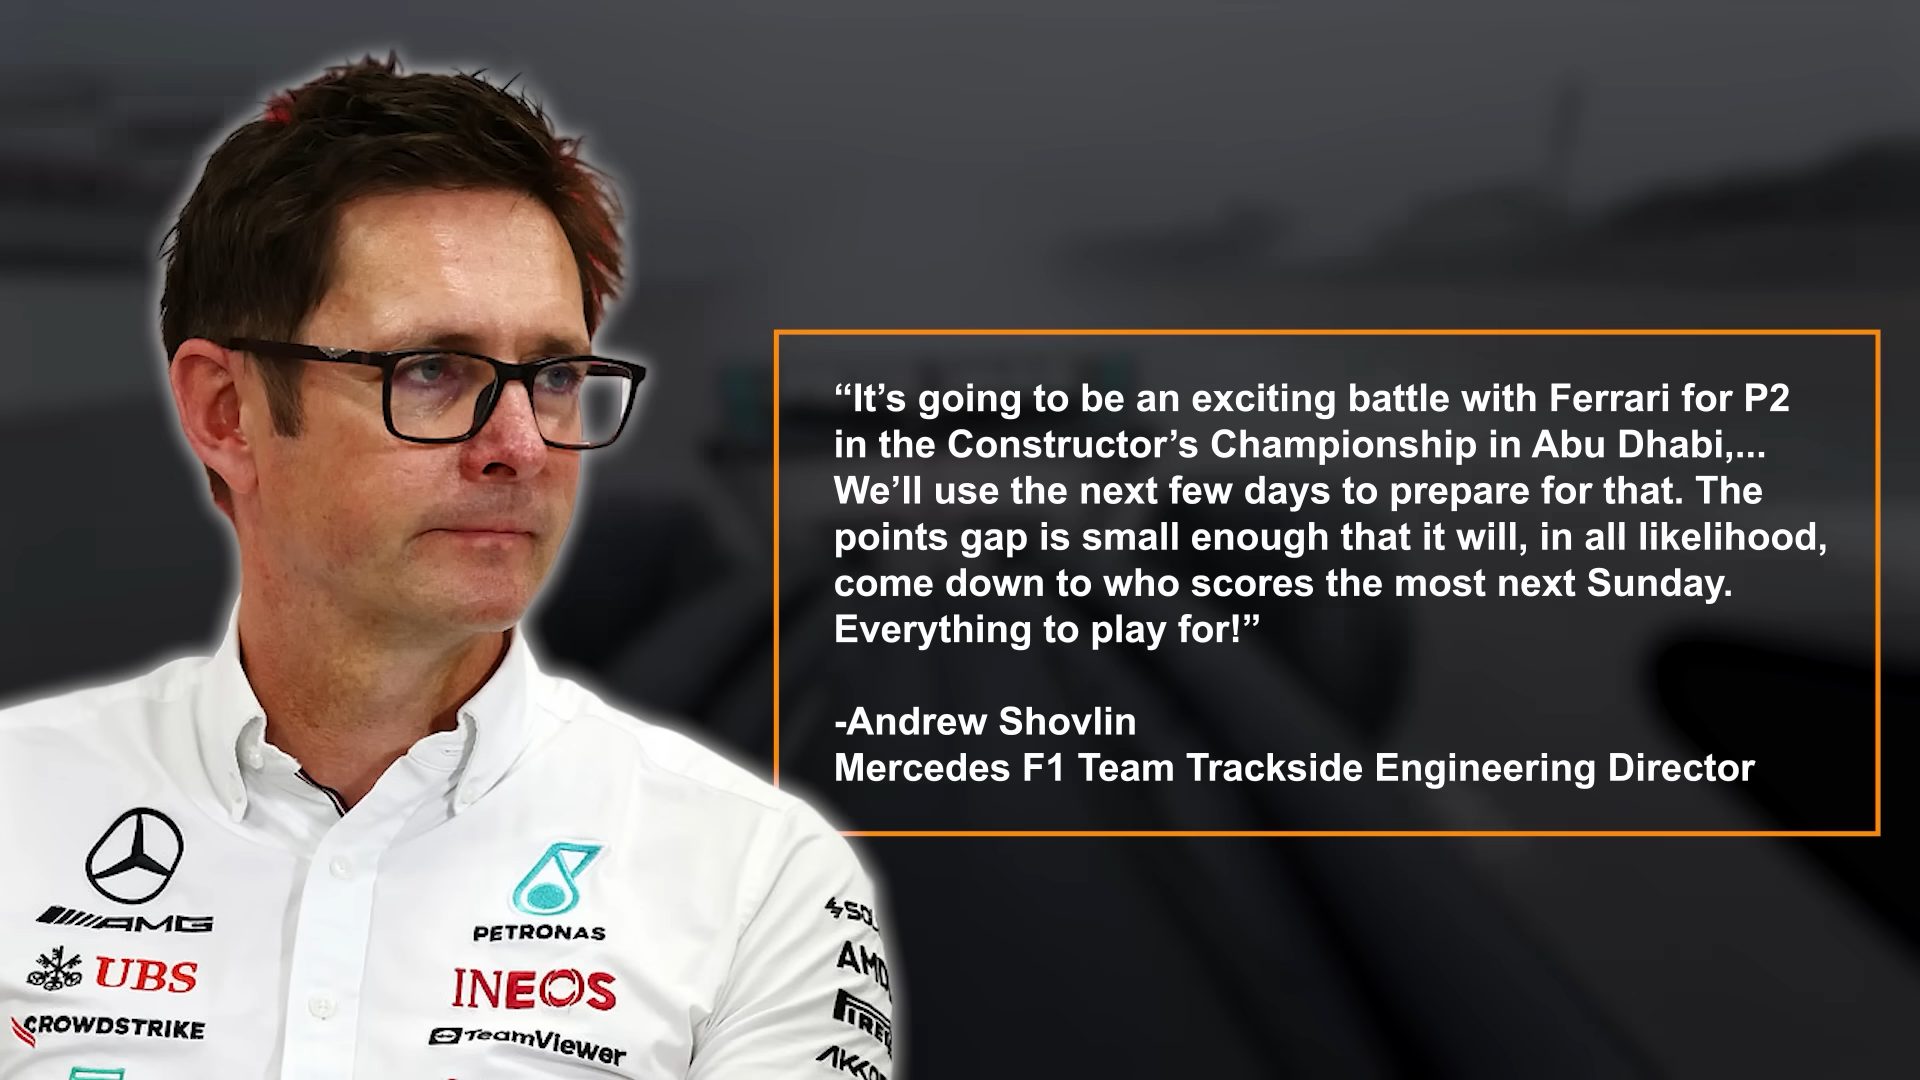 “It’s going to be an exciting battle with Ferrari for P2
in the Constructor’s Championship in Abu Dhabi,...
We’ll use the next few days to prepare for that. The
points gap is small enough that it will, in all likelihood,
come down to who scores the most next Sunday.
Everything to play for!”
-Andrew Shovlin
Mercedes F1 Team Trackside Engineering Director
AMG
UBS
CROWDSTRIKE
PETRONAS
INEOS
TeamViewer
AMD